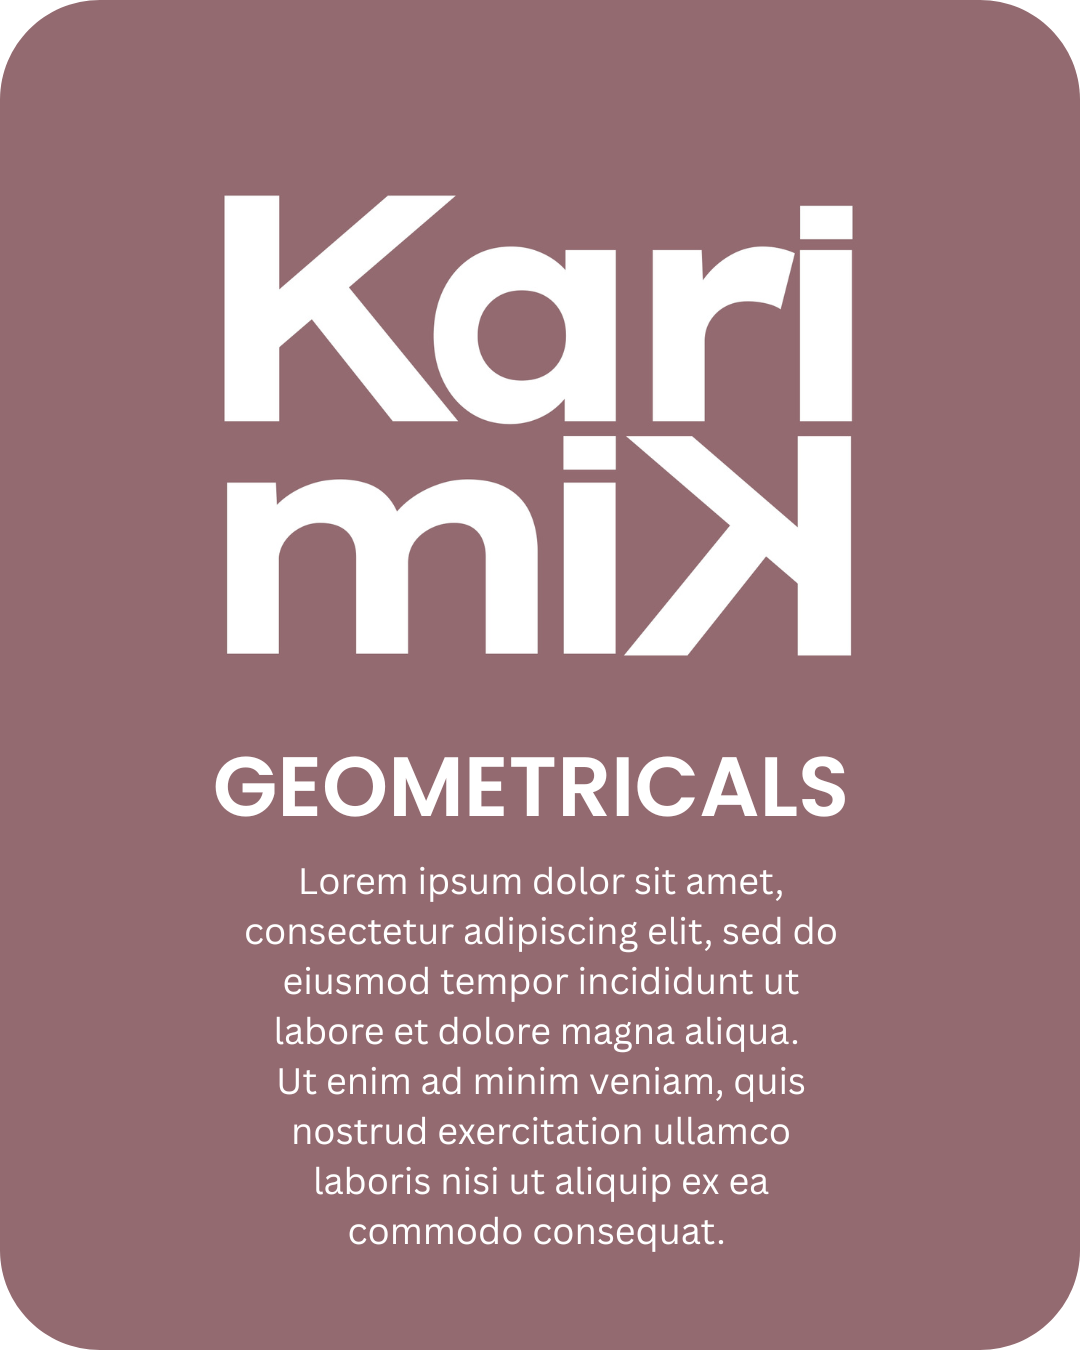 Kari
mik
GEOMETRICALS
Lorem ipsum dolor sit amet,
consectetur adipiscing elit, sed do
eiusmod tempor incididunt ut
labore et dolore magna aliqua.
Ut enim ad minim veniam, quis
nostrud exercitation ullamco
laboris nisi ut aliquip ex ea
commodo consequat.